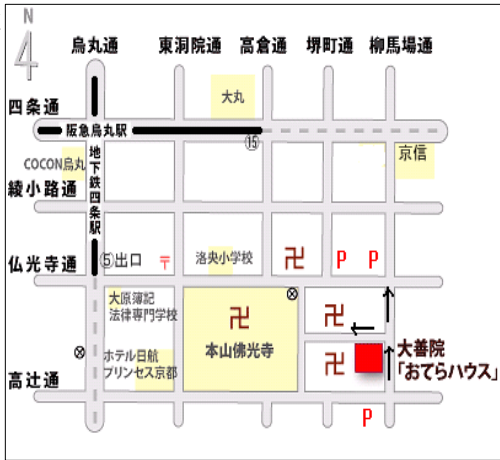 N
4
烏丸通
東洞院通
高倉通
堺町通
柳馬場通
四条通
大丸
阪急烏丸駅
⑮
COCON烏丸
地下鉄四条駅
京信
綾小路通
仏光寺通
⑤出口
〒
洛央小学校
卍
P
P
大原簿記
法律専門学校
卍
本山佛光寺
卍
ホテル日航
プリンセス京都
卍
大善院
「おてらハウス」
高辻通
P